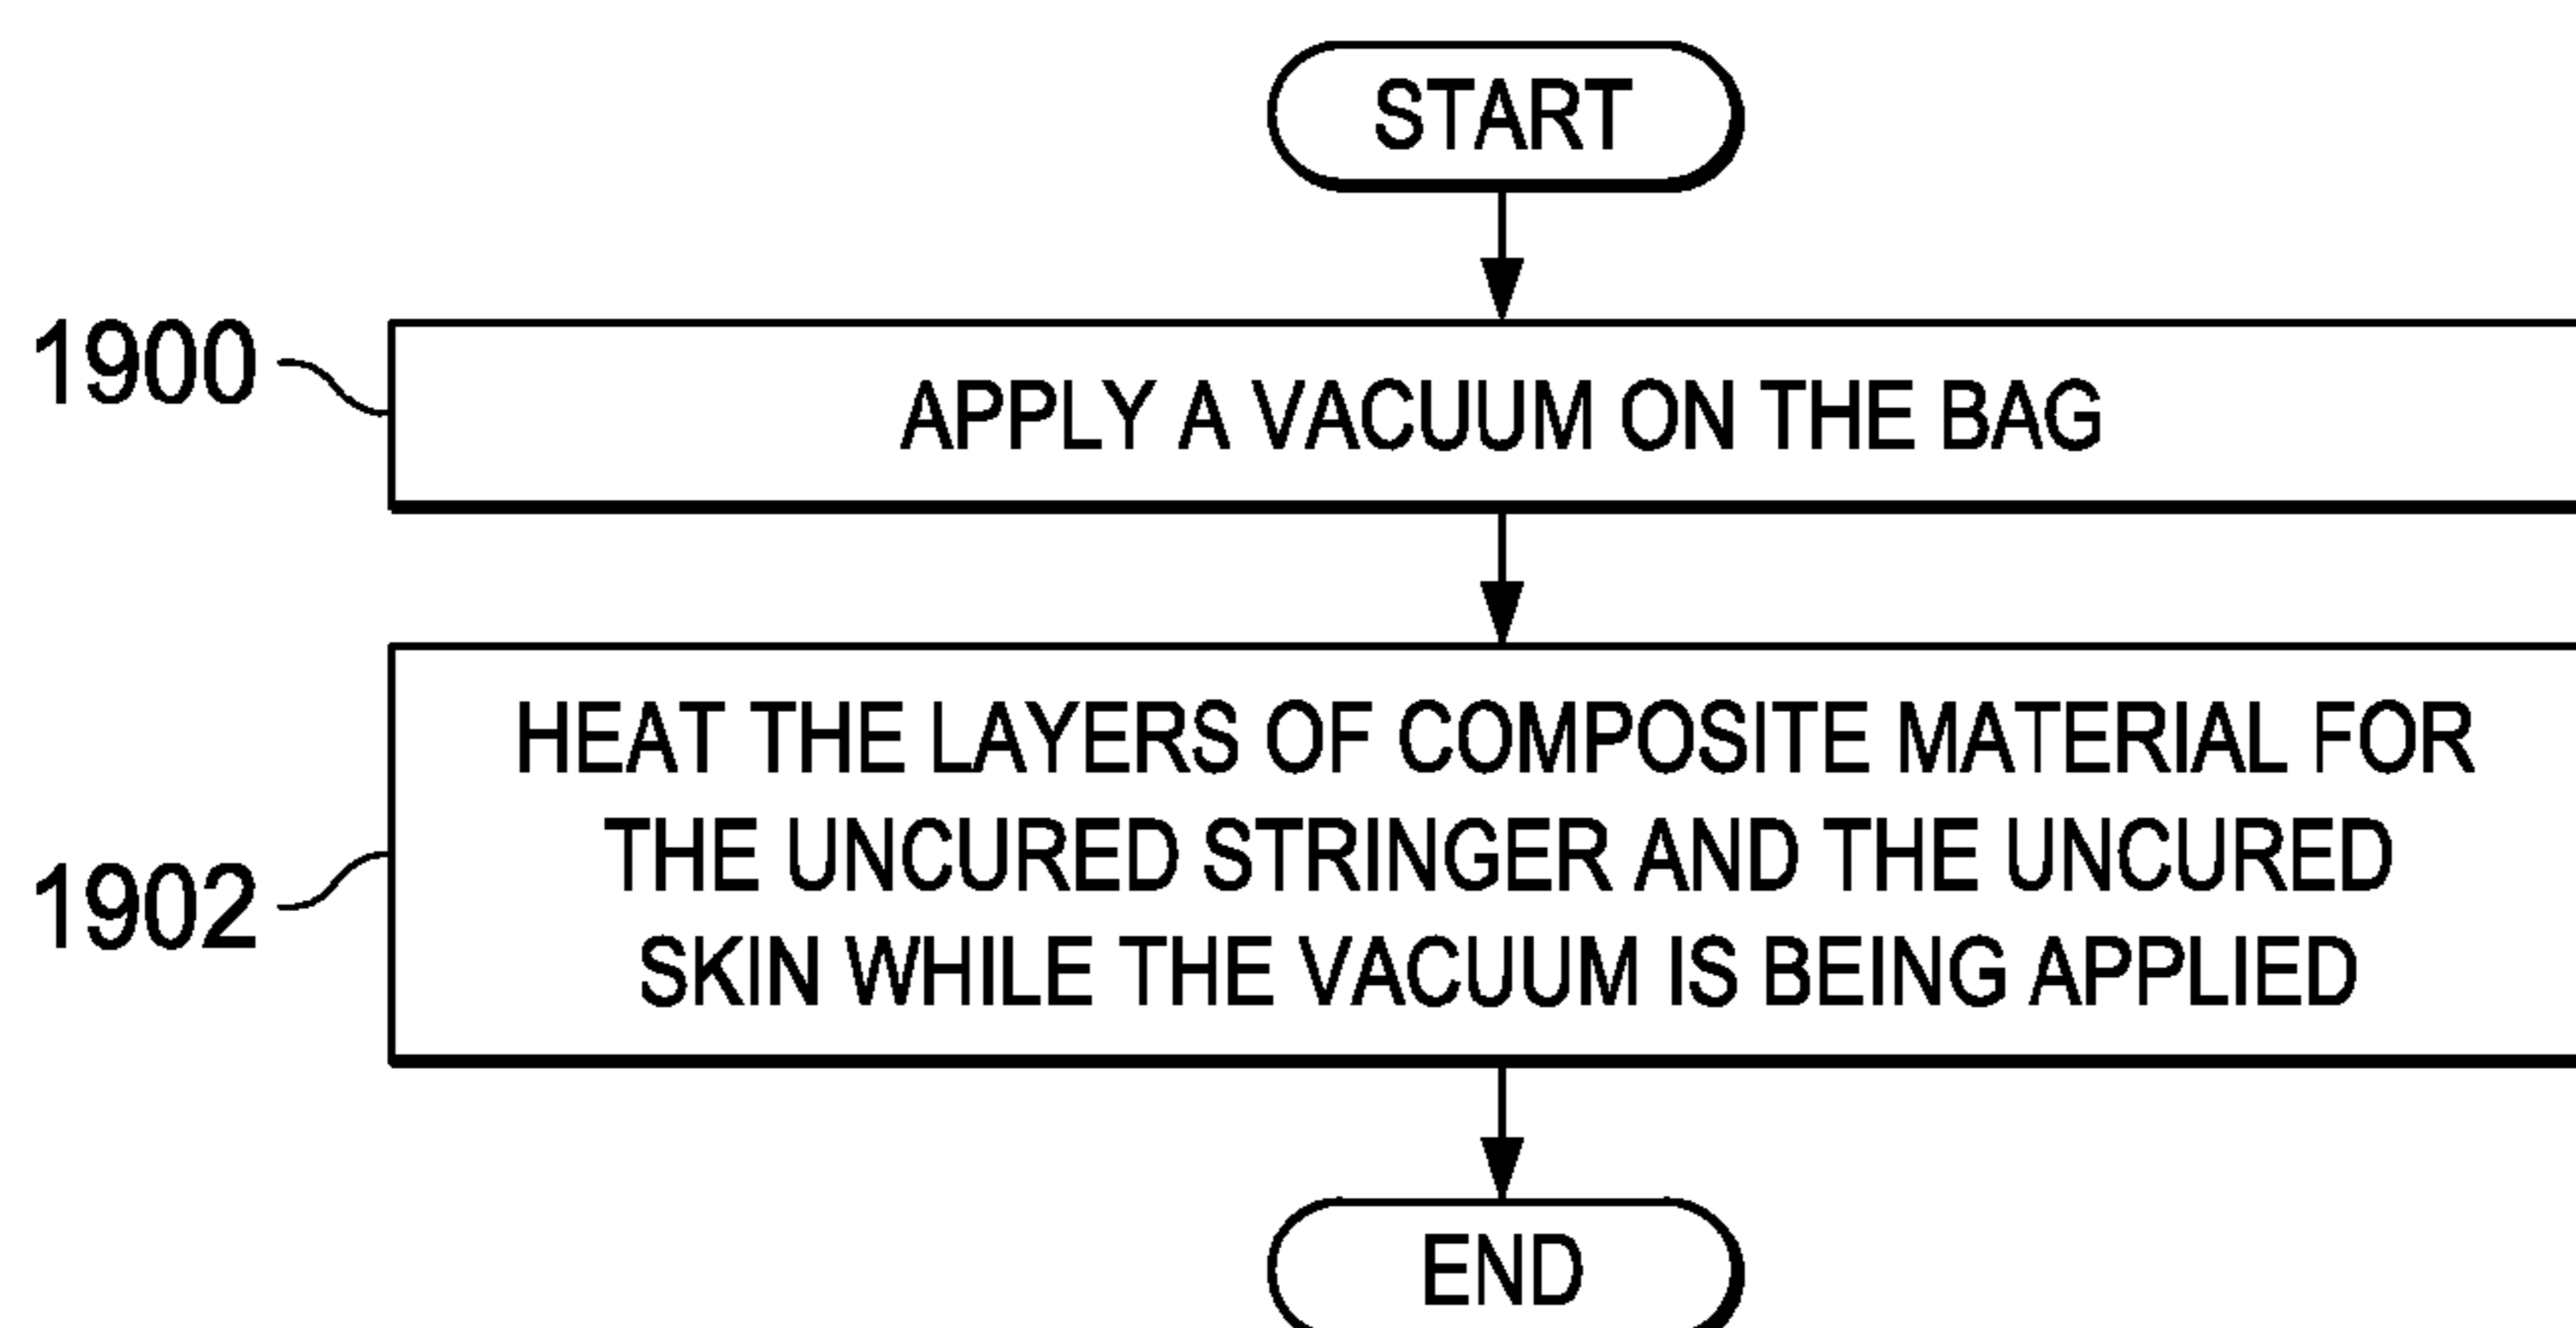 START
1900
APPLY A VACUUM ON THE BAG
1902
HEAT THE LAYERS OF COMPOSITE MATERIAL FOR
THE UNCURED STRINGER AND THE UNCURED
SKIN WHILE THE VACUUM IS BEING APPLIED
END